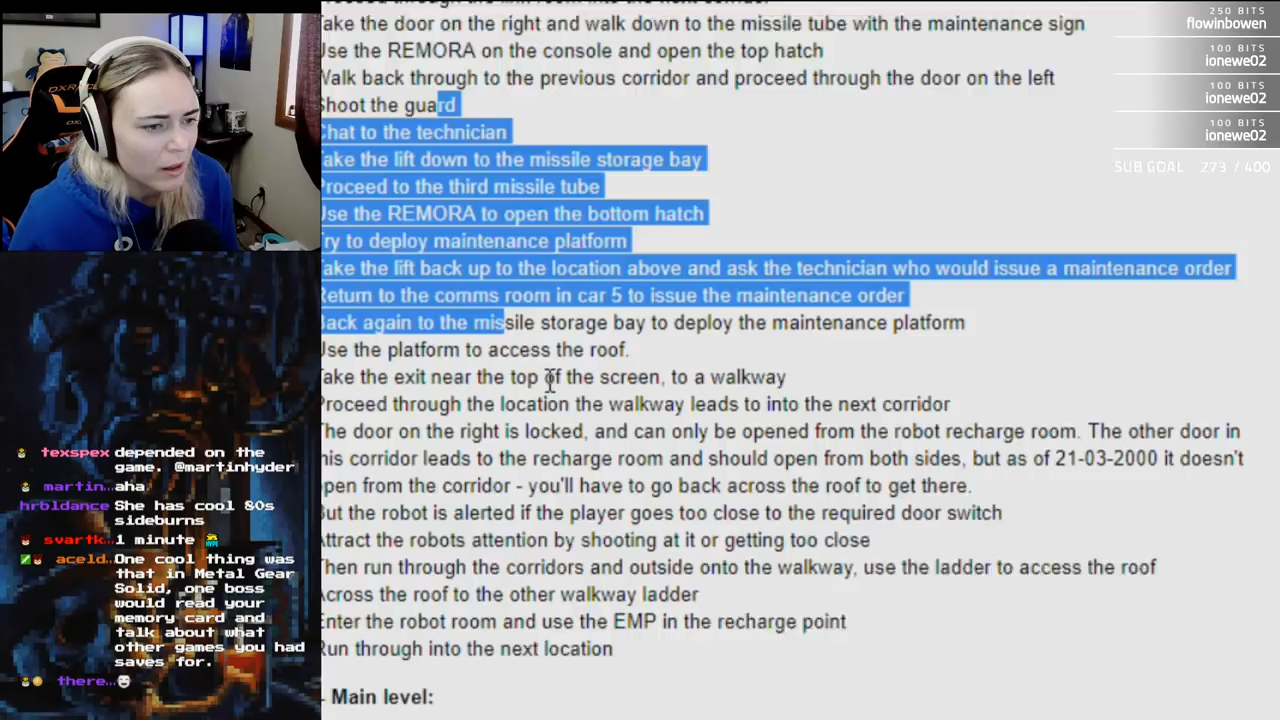 Take the door on the right and walk down to the missile tube with the maintenance sign
Use the REMORA on the console and open the top hatch
Walk back through to the previous corridor and proceed through the door on the left
Shoot the guard
Chat to the technician
Take the lift down to the missile storage bay
Proceed to the third missile tube
Use the REMORA to open the bottom hatch
Try to deploy maintenance platform
Take the lift back up to the location above and ask the technician who would issue a maintenance order
Return to the comms room in car 5 to issue the maintenance order
Back again to the missile storage bay to deploy the maintenance platform
Use the platform to access the roof.
Take the exit near the top of the screen, to a walkway
Proceed through the location the walkway leads to into the next corridor
The door on the right is locked, and can only be opened from the robot recharge room. The other door in
this corridor leads to the recharge room and should open from both sides, but as of 21-03-2000 it doesn't
open from the corridor - you'll have to go back across the roof to get there.
But the robot is alerted if the player goes too close to the required door switch
Attract the robots attention by shooting at it or getting too close
Then run through the corridors and outside onto the walkway, use the ladder to access the roof
Across the roof to the other walkway ladder
Enter the robot room and use the EMP in the recharge point
Run through into the next location
- Main level:
250 BITS
flowinbowen
100 BITS
ionewe02
100 BITS
ionewe02
100 BITS
ionewe02
SUB GOAL 273 / 400
texspex depended on the
game. @martinhyder
martin... aha
hrbldance She has cool 80s
sideburns
svartk... 1 minute
HYPE
aceld... One cool thing was
that in Metal Gear
Solid, one boss
would read your
memory card and
talk about what
other games you had
saves for.
there...